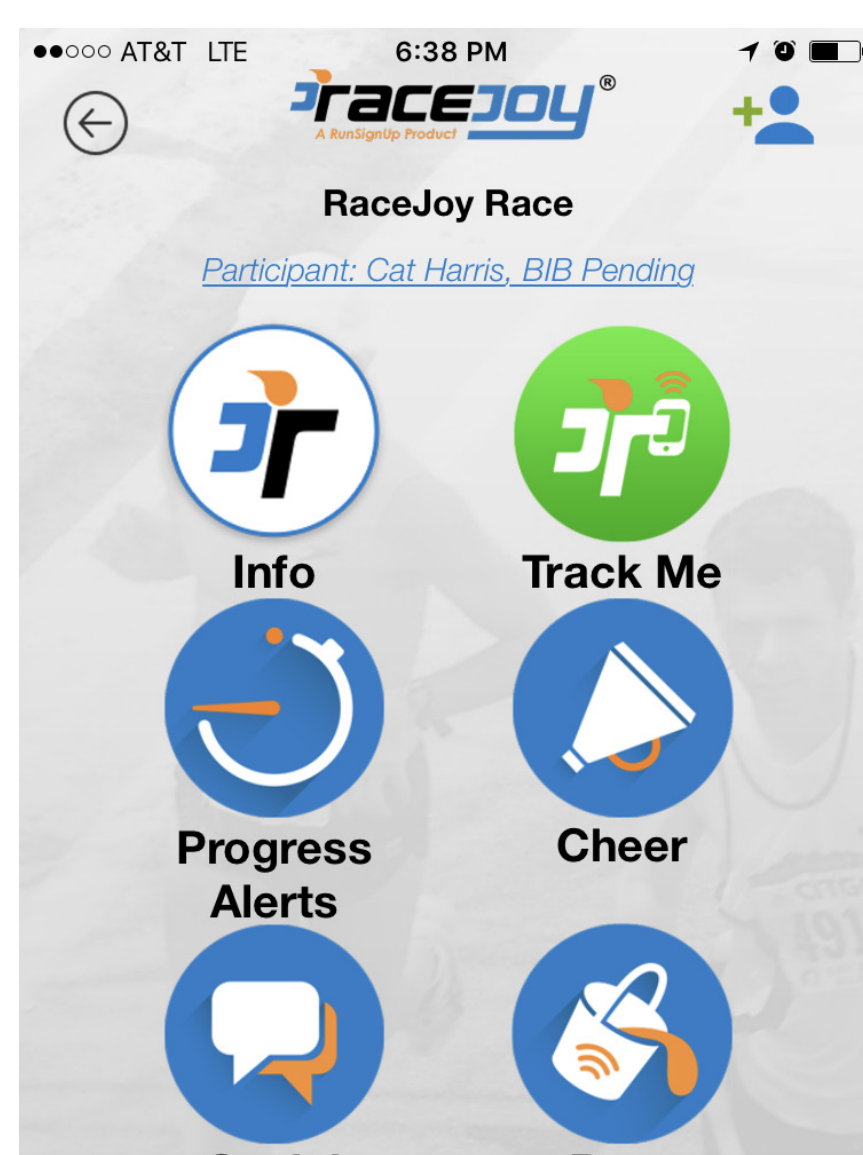 AT&T LTE 6:38 PM
racejoy®
A RunSignUp Product
RaceJoy Race
Participant: Cat Harris, BIB Pending
Info
Track Me
Progress
Alerts
Cheer
491